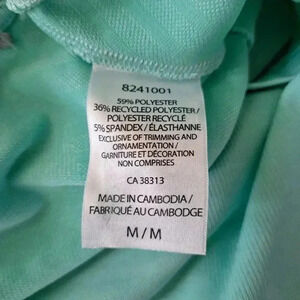 8241001
59% POLYESTER
36% RECYCLED POLYESTER /
POLYESTER RECYCLÉ
5% SPANDEX / ÉLASTHANNE
EXCLUSIVE OF TRIMMING AND
ORNAMENTATION /
GARNITURE ET DÉCORATION
NON COMPRISES
CA 38313
MADE IN CAMBODIA /
FABRIQUÉ AU CAMBODGE
M / M